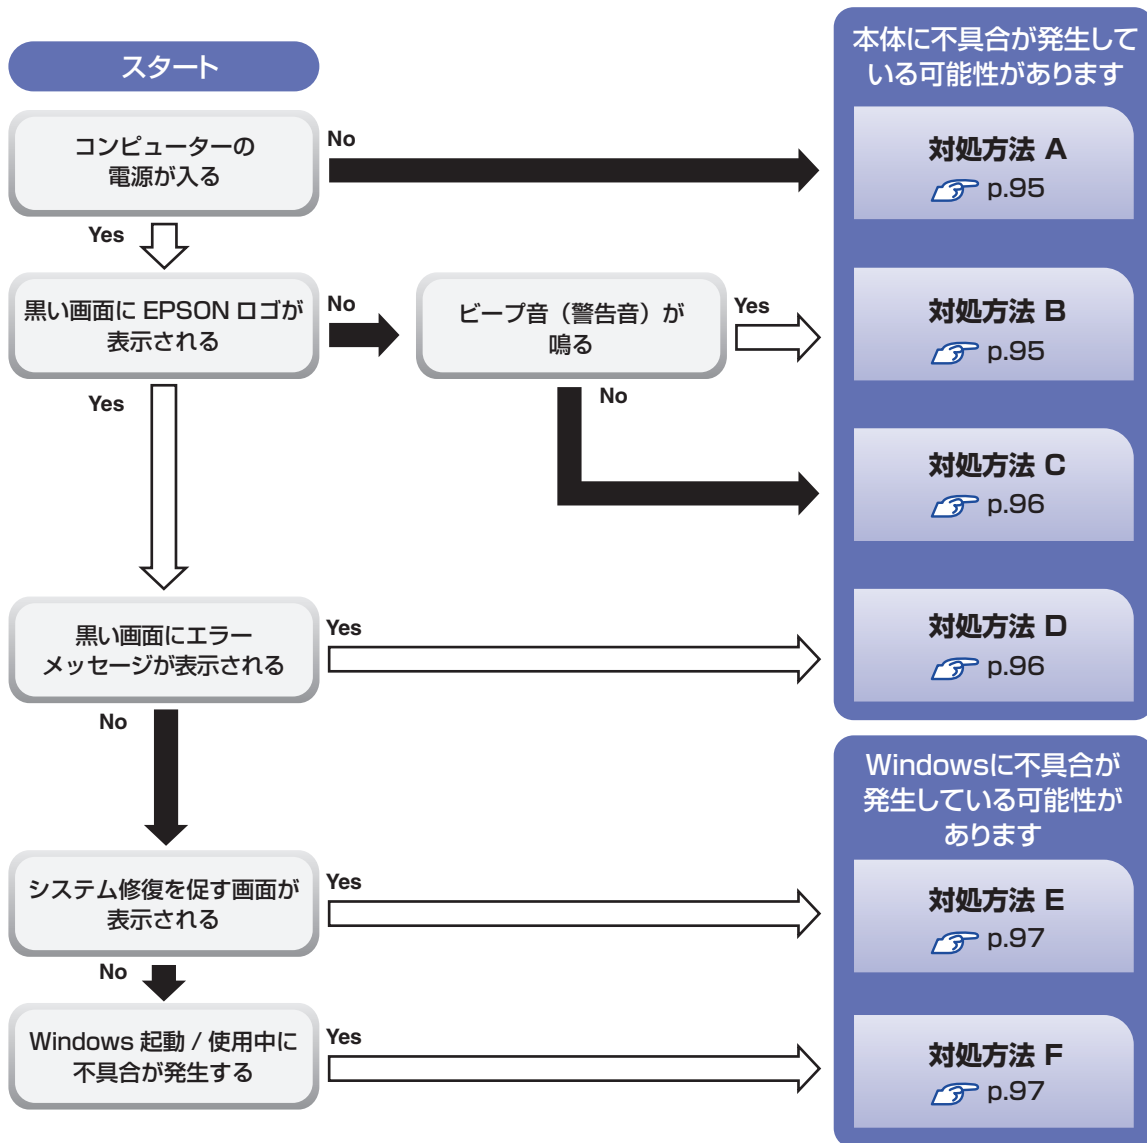 スタート
コンピューターの
電源が入る
No
Yes
黒い画面に EPSON ロゴが
表示される
No
ビープ音（警告音）が
鳴る
Yes
No
Yes
黒い画面にエラー
メッセージが表示される
Yes
No
システム修復を促す画面が
表示される
Yes
No
Windows 起動 / 使用中に
不具合が発生する
Yes
本体に不具合が発生して
いる可能性があります
対処方法 A
p.95
対処方法 B
p.95
対処方法 C
p.96
対処方法 D
p.96
Windowsに不具合が
発生している可能性が
あります
対処方法 E
p.97
対処方法 F
p.97